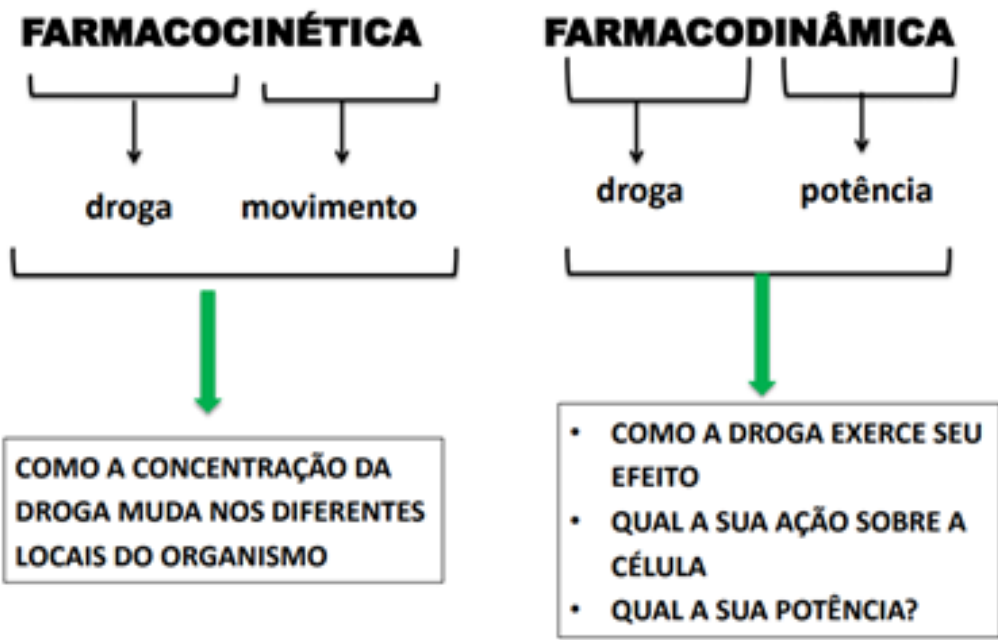 FARMACOCINÉTICA
droga
movimento
COMO A CONCENTRAÇÃO DA
DROGA MUDA NOS DIFERENTES
LOCAIS DO ORGANISMO
FARMACODINÂMICA
droga
potência
• COMO A DROGA EXERCE SEU
EFEITO
• QUAL A SUA AÇÃO SOBRE A
CÉLULA
• QUAL A SUA POTÊNCIA?